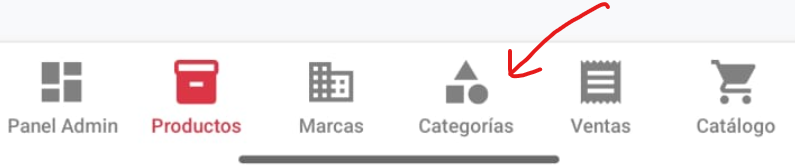 Panel Admin
Productos
Marcas
Categorías
Ventas
Catálogo